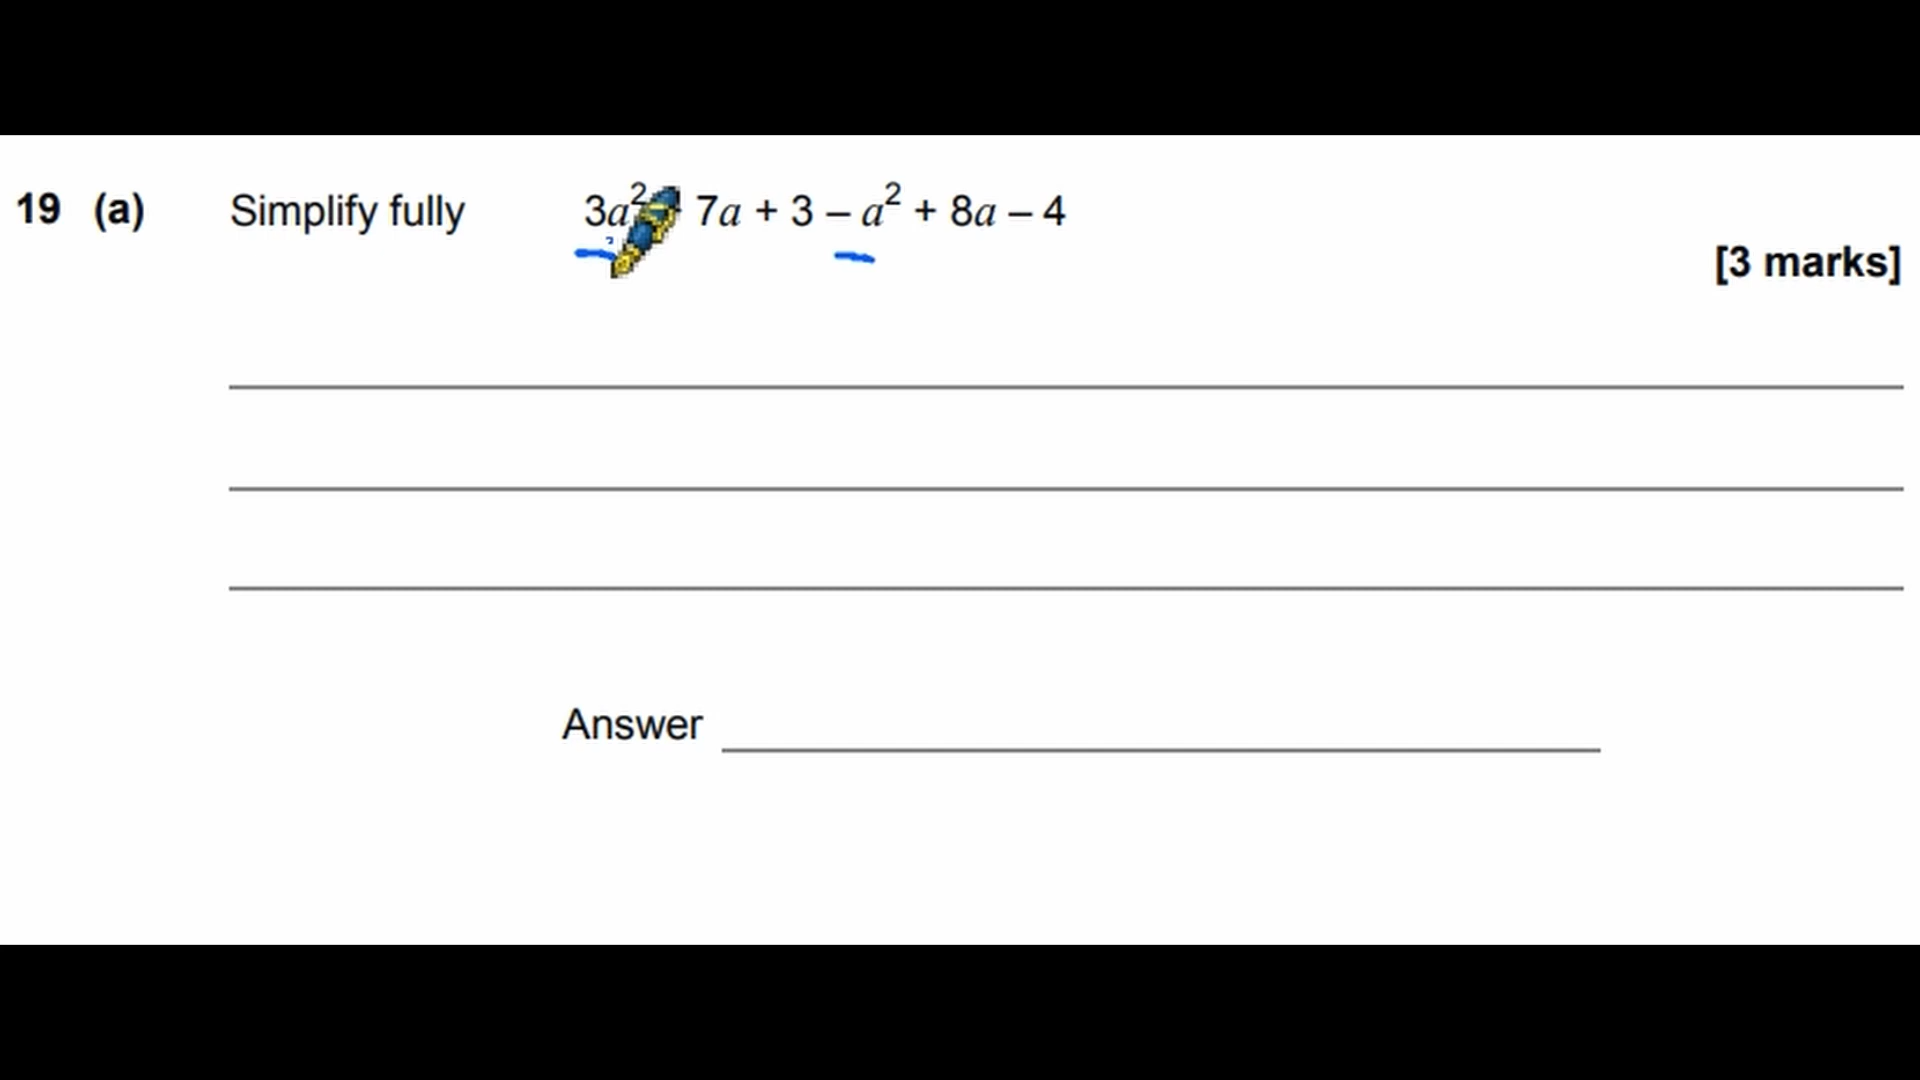 19 (a) Simplify fully 3a² 7a + 3 – a² + 8a – 4
[3 marks]
Answer